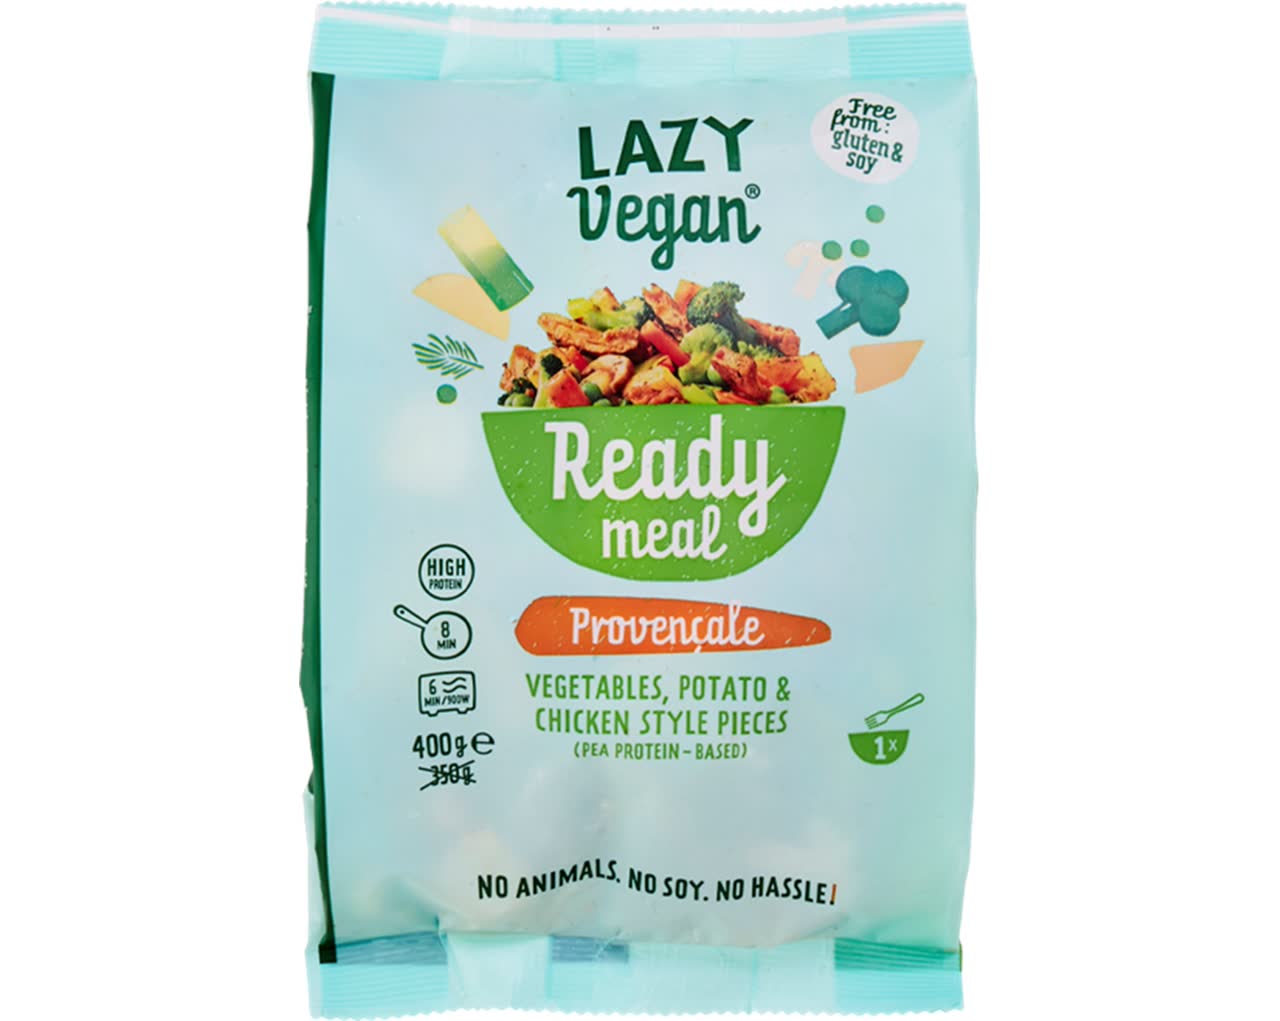 LAZY
Vegan®
Free
from:
gluten &
soy
Ready
meal
Provençale
VEGETABLES, POTATO &
CHICKEN STYLE PIECES
(PEA PROTEIN-BASED)
HIGH
PROTEIN
8
MIN
6
MIN/900W
400g e
350g
1x
NO ANIMALS. NO SOY. NO HASSLE!